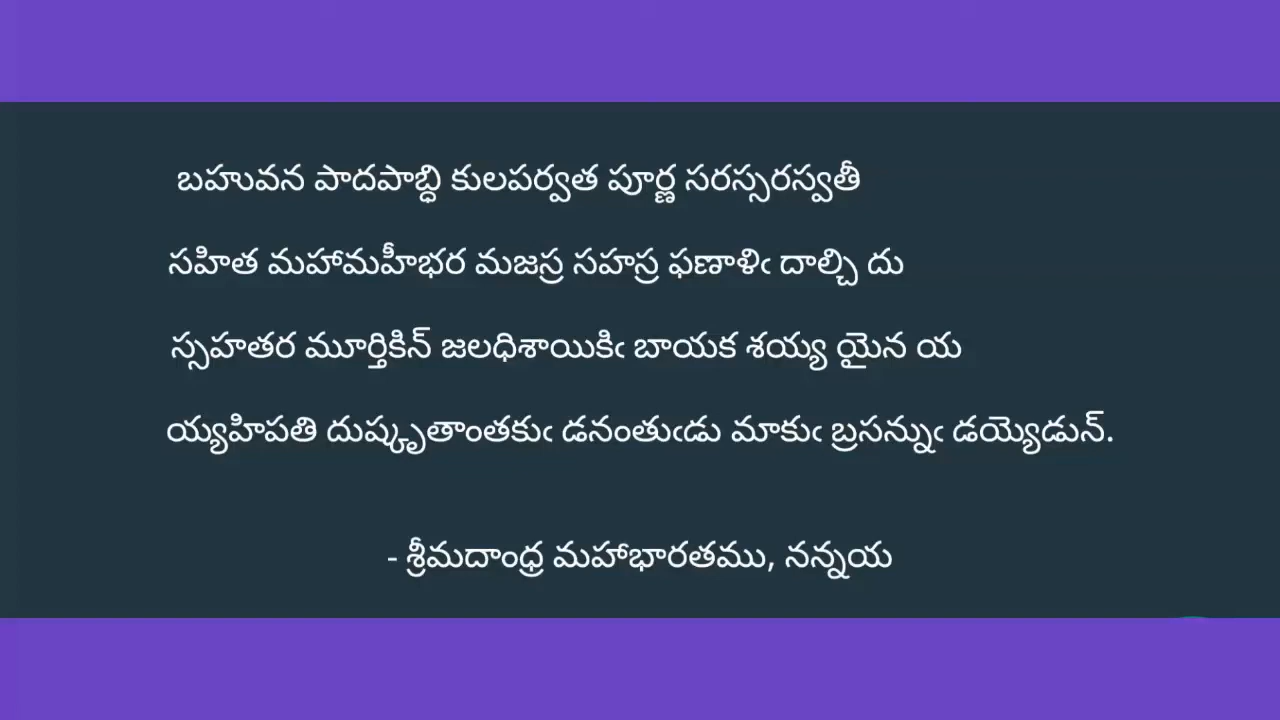 బహువన పాదపాబ్ధి కులపర్వత పూర్ణ సరస్సరస్వతీ
సహిత మహామహీభర మజస్ర సహస్ర ఫణాళిఁ దాల్చి దు
స్సహతర మూర్తికిన్ జలధిశాయికిఁ బాయక శయ్య యైన య
య్యహిపతి దుష్కృతాంతకుఁ డనంతుఁడు మాకుఁ బ్రసన్నుఁ డయ్యెడున్.
- శ్రీమదాంధ్ర మహాభారతము, నన్నయ